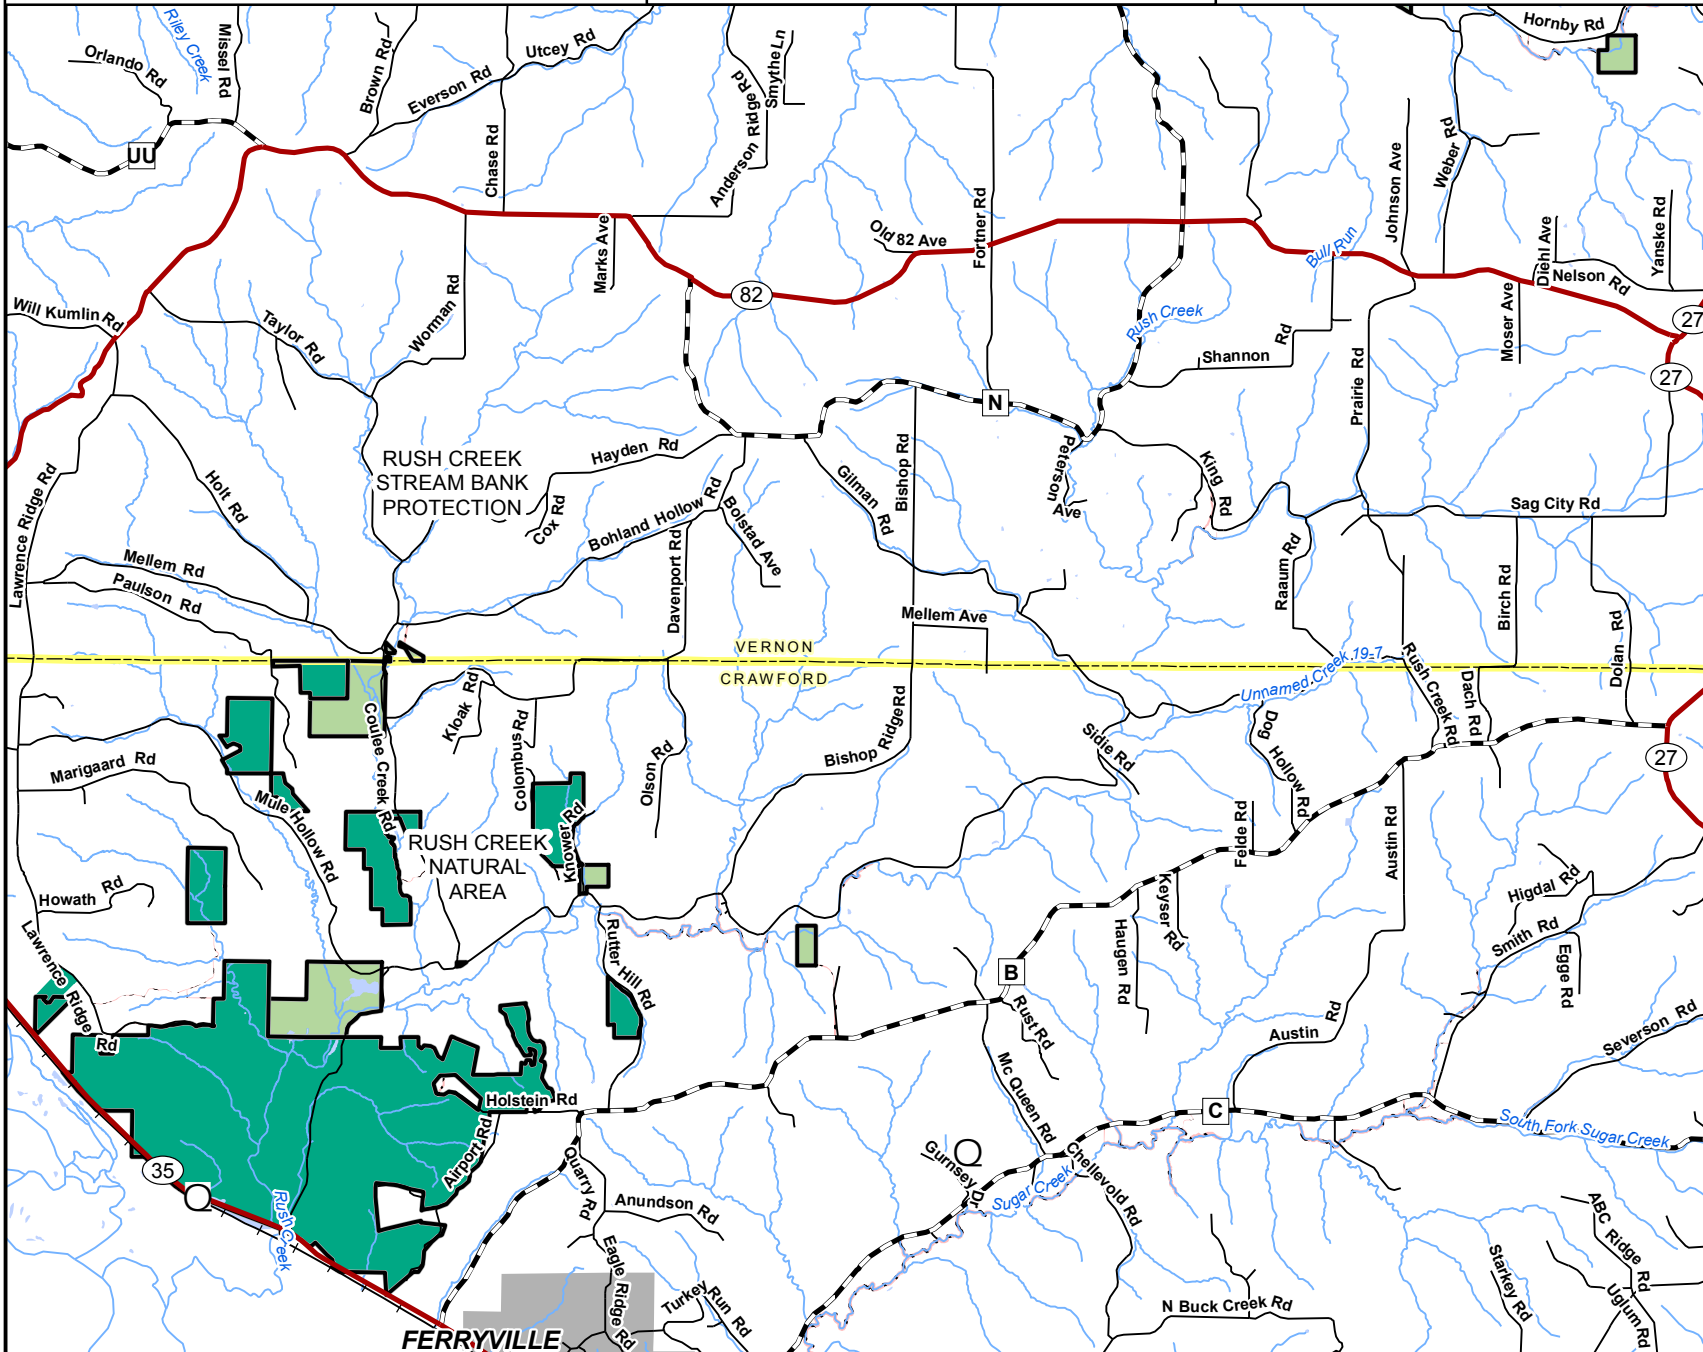 Hornby Rd
Riley Creek
Missel Rd
Orlando Rd
Brown Rd
Utcey Rd
Everson Rd
Smythe Ln
Anderson Ridge Rd
Chase Rd
UU
Weber Rd
Johnson Ave
Fortner Rd
Old 82 Ave
Marks Ave
Bull Run
Diehl Ave
Yanske Rd
Nelson Rd
Moser Ave
82
27
27
Will Kumlin Rd
Taylor Rd
Worman Rd
Rush Creek
Shannon Rd
Prairie Rd
N
RUSH CREEK
STREAM BANK
PROTECTION
Hayden Rd
Bishop Rd
Gilman Rd
Peterson Ave
King Rd
Sag City Rd
Lawrence Ridge Rd
Holt Rd
Cox Rd
Bohland Hollow Rd
Bolstad Ave
Davenport Rd
Mellem Rd
Paulson Rd
Raaum Rd
Birch Rd
Dolan Rd
Mellem Ave
VERNON
CRAWFORD
Unnamed Creek 19-7
Rush Creek Rd
Dach Rd
Kloak Rd
Coulee Creek Rd
Colombus Rd
Olson Rd
Bishop Ridge Rd
Sidie Rd
Dog Hollow Rd
27
Marigaard Rd
Mule Hollow Rd
Knower Rd
Felde Rd
Austin Rd
RUSH CREEK
NATURAL
AREA
Howath Rd
Keyser Rd
Haugen Rd
Higdal Rd
Smith Rd
Egge Rd
Lawrence Ridge Rd
Rutter Hill Rd
B
Rust Rd
Austin Rd
Severson Rd
Mc Queen Rd
Holstein Rd
C
South Fork Sugar Creek
Airport Rd
Quarry Rd
35
Gurnsey Dr
Sugar Creek
Chellevold Rd
Rush Creek
Anundson Rd
ABC Ridge Rd
Eagle Ridge Rd
Turkey Run Rd
Starkey Rd
Uglum Rd
N Buck Creek Rd
FERRYVILLE